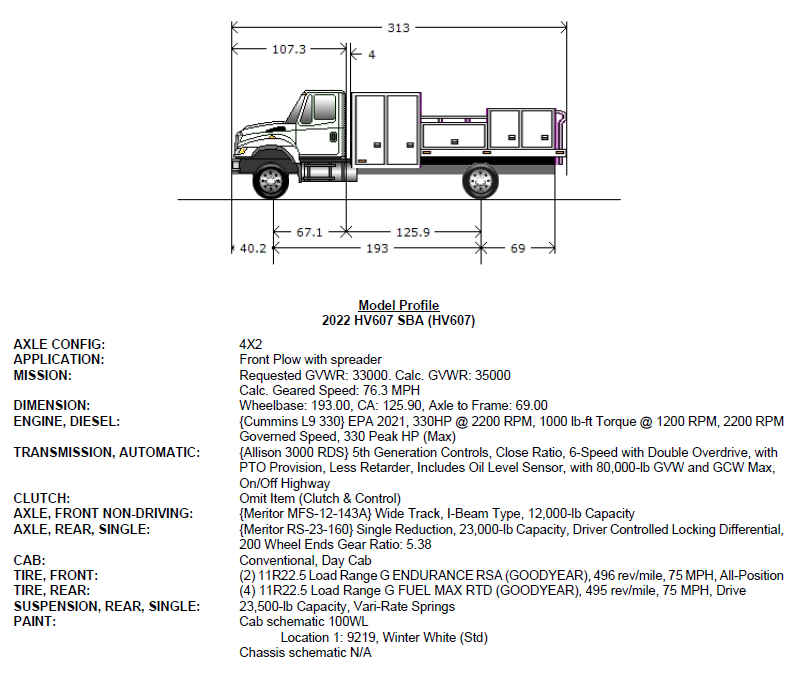 313
107.3
4
67.1
125.9
40.2
193
69
Model Profile
2022 HV607 SBA (HV607)
AXLE CONFIG: 4X2
APPLICATION: Front Plow with spreader
MISSION: Requested GVWR: 33000. Calc. GVWR: 35000
Calc. Geared Speed: 76.3 MPH
DIMENSION: Wheelbase: 193.00, CA: 125.90, Axle to Frame: 69.00
ENGINE, DIESEL: {Cummins L9 330} EPA 2021, 330HP @ 2200 RPM, 1000 lb-ft Torque @ 1200 RPM, 2200 RPM
Governed Speed, 330 Peak HP (Max)
TRANSMISSION, AUTOMATIC: {Allison 3000 RDS} 5th Generation Controls, Close Ratio, 6-Speed with Double Overdrive, with
PTO Provision, Less Retarder, Includes Oil Level Sensor, with 80,000-lb GVW and GCW Max,
On/Off Highway
CLUTCH: Omit Item (Clutch & Control)
AXLE, FRONT NON-DRIVING: {Meritor MFS-12-143A} Wide Track, I-Beam Type, 12,000-lb Capacity
AXLE, REAR, SINGLE: {Meritor RS-23-160} Single Reduction, 23,000-lb Capacity, Driver Controlled Locking Differential,
200 Wheel Ends Gear Ratio: 5.38
CAB: Conventional, Day Cab
TIRE, FRONT: (2) 11R22.5 Load Range G ENDURANCE RSA (GOODYEAR), 496 rev/mile, 75 MPH, All-Position
TIRE, REAR: (4) 11R22.5 Load Range G FUEL MAX RTD (GOODYEAR), 495 rev/mile, 75 MPH, Drive
SUSPENSION, REAR, SINGLE: 23,500-lb Capacity, Vari-Rate Springs
PAINT: Cab schematic 100WL
Location 1: 9219, Winter White (Std)
Chassis schematic N/A